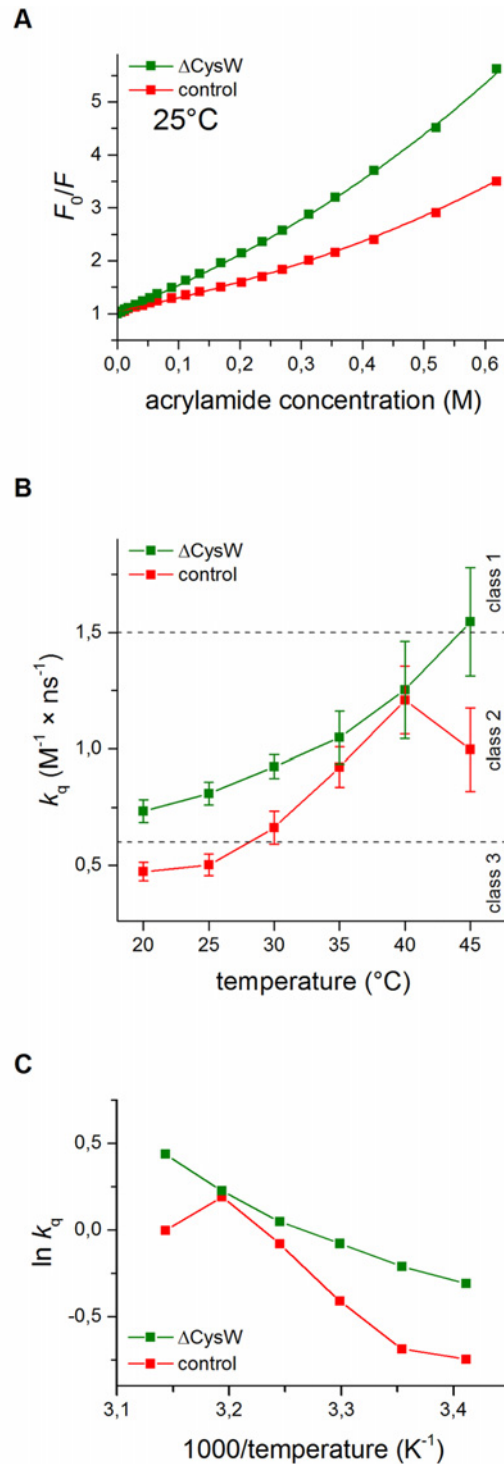 A
ΔCysW
control
25°C
F₀/F
5
4
3
2
1
0,0 0,1 0,2 0,3 0,4 0,5 0,6
acrylamide concentration (M)
B
ΔCysW
control
class 1
class 2
class 3
kq (M⁻¹ × ns⁻¹)
1,5
1,0
0,5
20 25 30 35 40 45
temperature (°C)
C
ln kq
0,5
0,0
-0,5
ΔCysW
control
3,1 3,2 3,3 3,4
1000/temperature (K⁻¹)